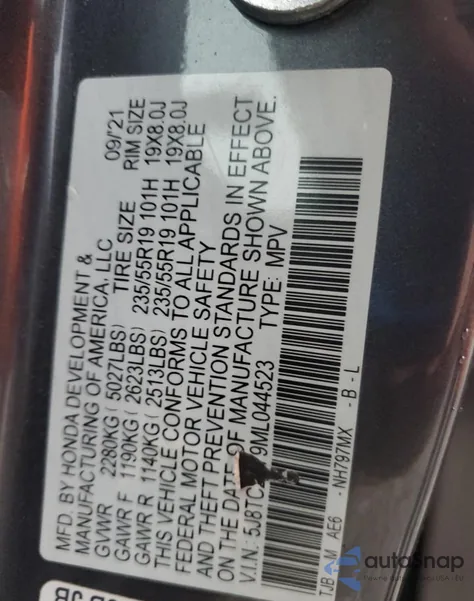 MFD. BY HONDA DEVELOPMENT &
MANUFACTURING OF AMERICA, LLC 09/'21
GVWR 2280KG ( 5027LBS) TIRE SIZE RIM SIZE
GAWR F 1190KG ( 2623LBS) 235/55R19 101H 19X8.0J
GAWR R 1140KG ( 2513LBS) 235/55R19 101H 19X8.0J
THIS VEHICLE CONFORMS TO ALL APPLICABLE
FEDERAL MOTOR VEHICLE SAFETY
AND THEFT PREVENTION STANDARDS IN EFFECT
ON THE DATE OF MANUFACTURE SHOWN ABOVE.
V.I.N.: 5J8TC 9ML044523 TYPE: MPV
TJB M AE6 -NH797MX -B - L
autoSnap